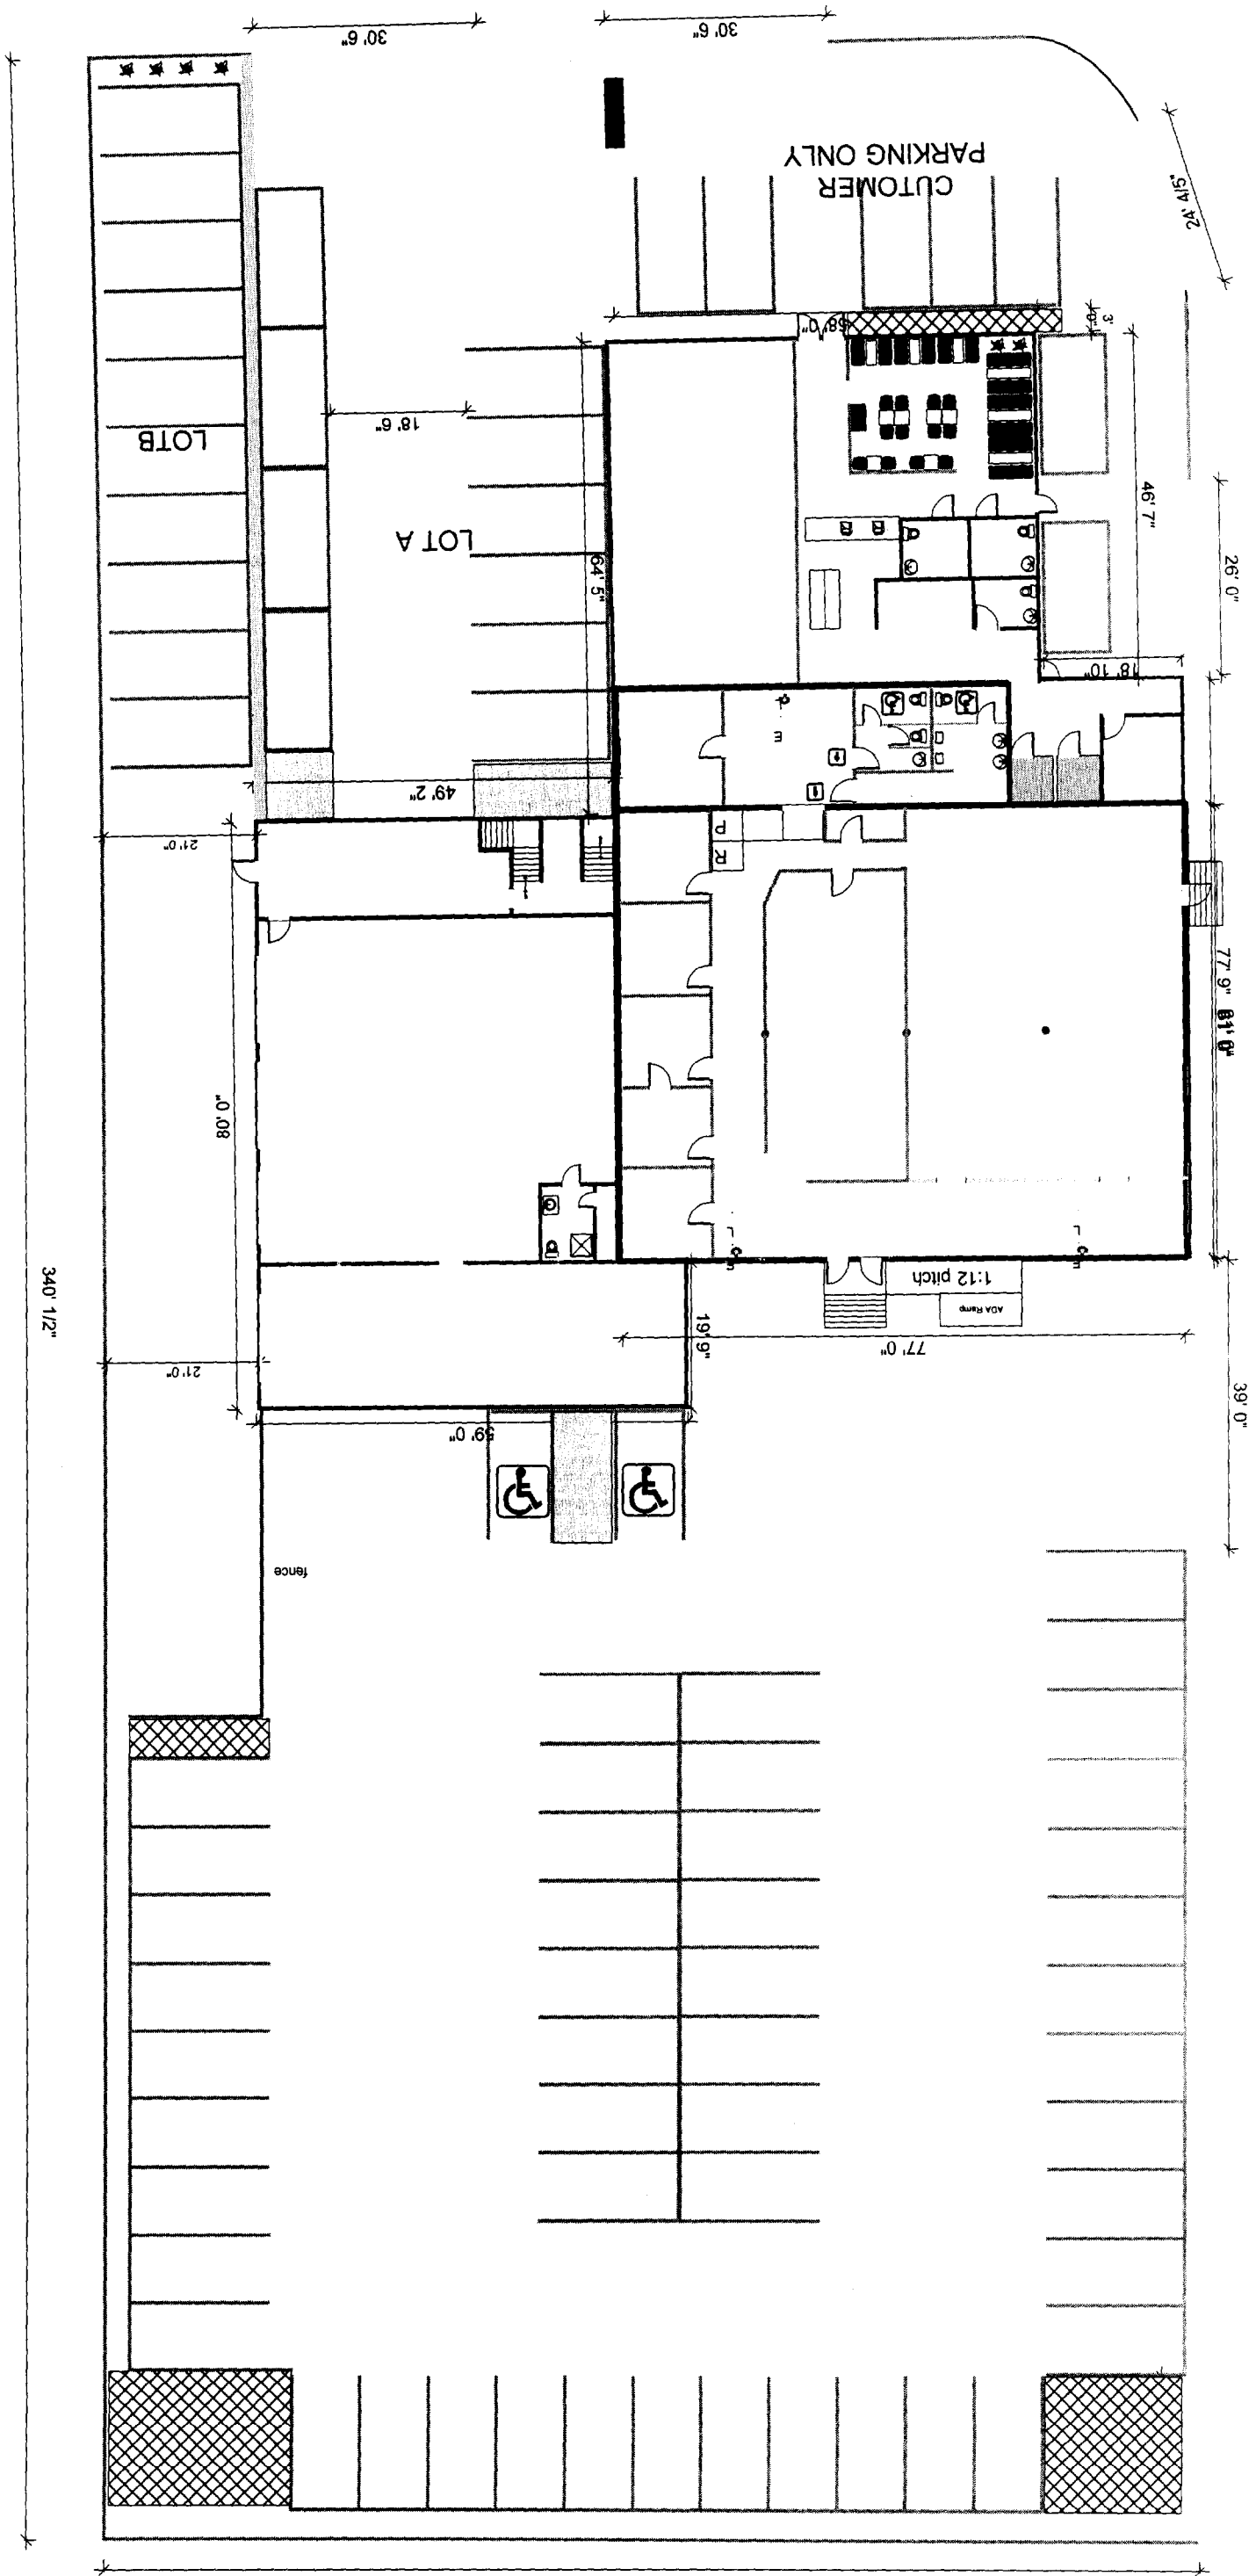 30' 6"
30' 6"
CUTOMER
PARKING ONLY
24' 4/5"
58' 0"
3' 0"
18' 6"
LOTB
LOT A
46' 7"
64' 5"
26' 0"
18' 10"
49' 2"
21' 0"
P
R
77' 9"
80' 0"
340' 1/2"
1:12 pitch
ADA Ramp
19' 9"
77' 0"
21' 0"
39' 0"
59' 0"
fence